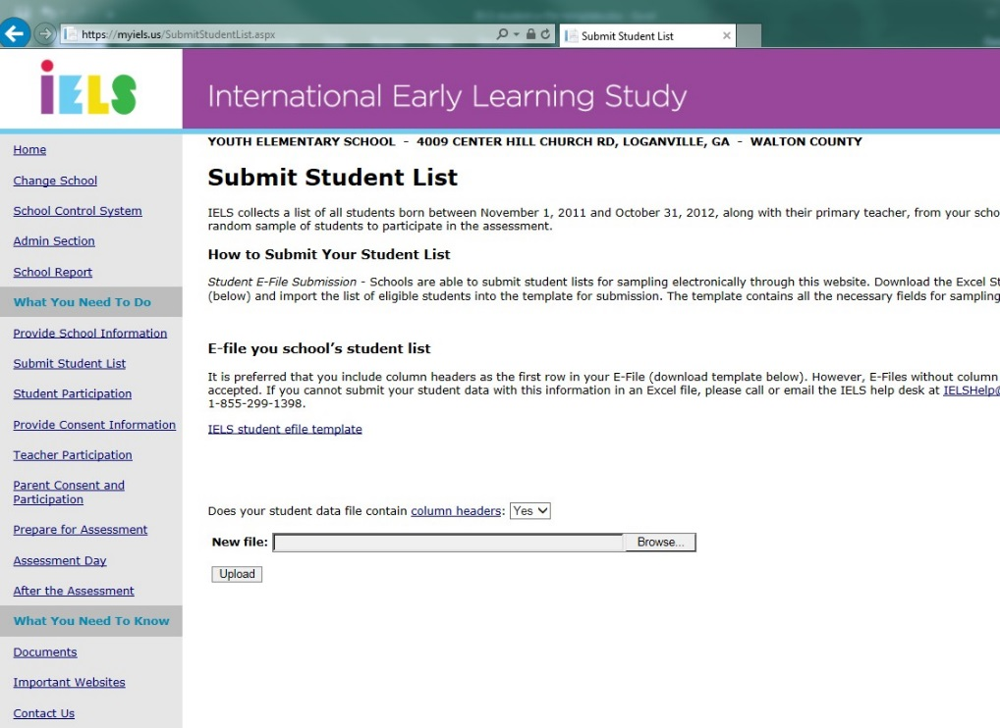 https://myiels.us/SubmitStudentList.aspx
Submit Student List
iELS
International Early Learning Study
YOUTH ELEMENTARY SCHOOL - 4009 CENTER HILL CHURCH RD, LOGANVILLE, GA - WALTON COUNTY
Home
Change School
School Control System
Admin Section
School Report
What You Need To Do
Provide School Information
Submit Student List
Student Participation
Provide Consent Information
Teacher Participation
Parent Consent and
Participation
Prepare for Assessment
Assessment Day
After the Assessment
What You Need To Know
Documents
Important Websites
Contact Us
Submit Student List
IELS collects a list of all students born between November 1, 2011 and October 31, 2012, along with their primary teacher, from your scho
random sample of students to participate in the assessment.
How to Submit Your Student List
Student E-File Submission - Schools are able to submit student lists for sampling electronically through this website. Download the Excel St
(below) and import the list of eligible students into the template for submission. The template contains all the necessary fields for sampling
E-file you school's student list
It is preferred that you include column headers as the first row in your E-File (download template below). However, E-Files without column
accepted. If you cannot submit your student data with this information in an Excel file, please call or email the IELS help desk at IELSHelp@
1-855-299-1398.
IELS student efile template
Does your student data file contain column headers: Yes
New file: Browse...
Upload